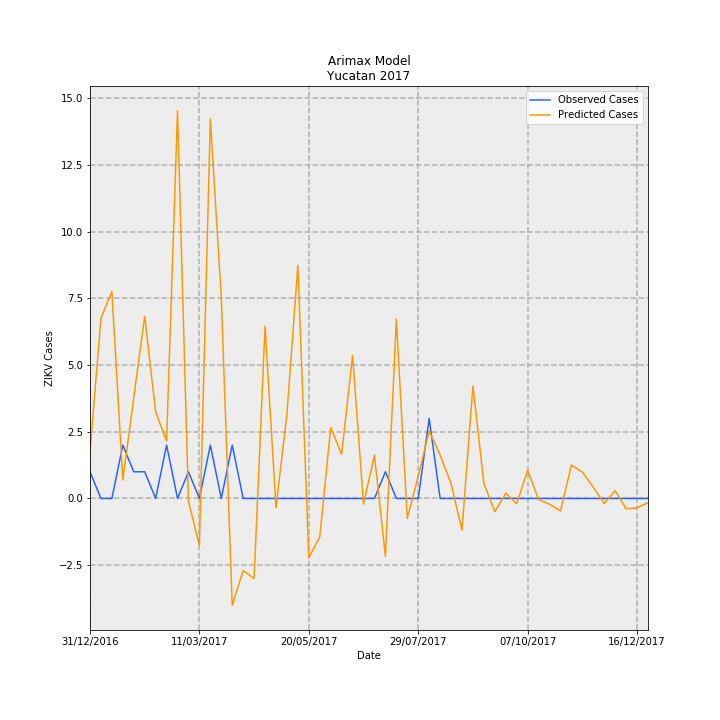 Arimax Model
Yucatan 2017
Observed Cases
Predicted Cases
15.0
12.5
10.0
7.5
5.0
2.5
0.0
−2.5
ZIKV Cases
31/12/2016
11/03/2017
20/05/2017
29/07/2017
07/10/2017
16/12/2017
Date